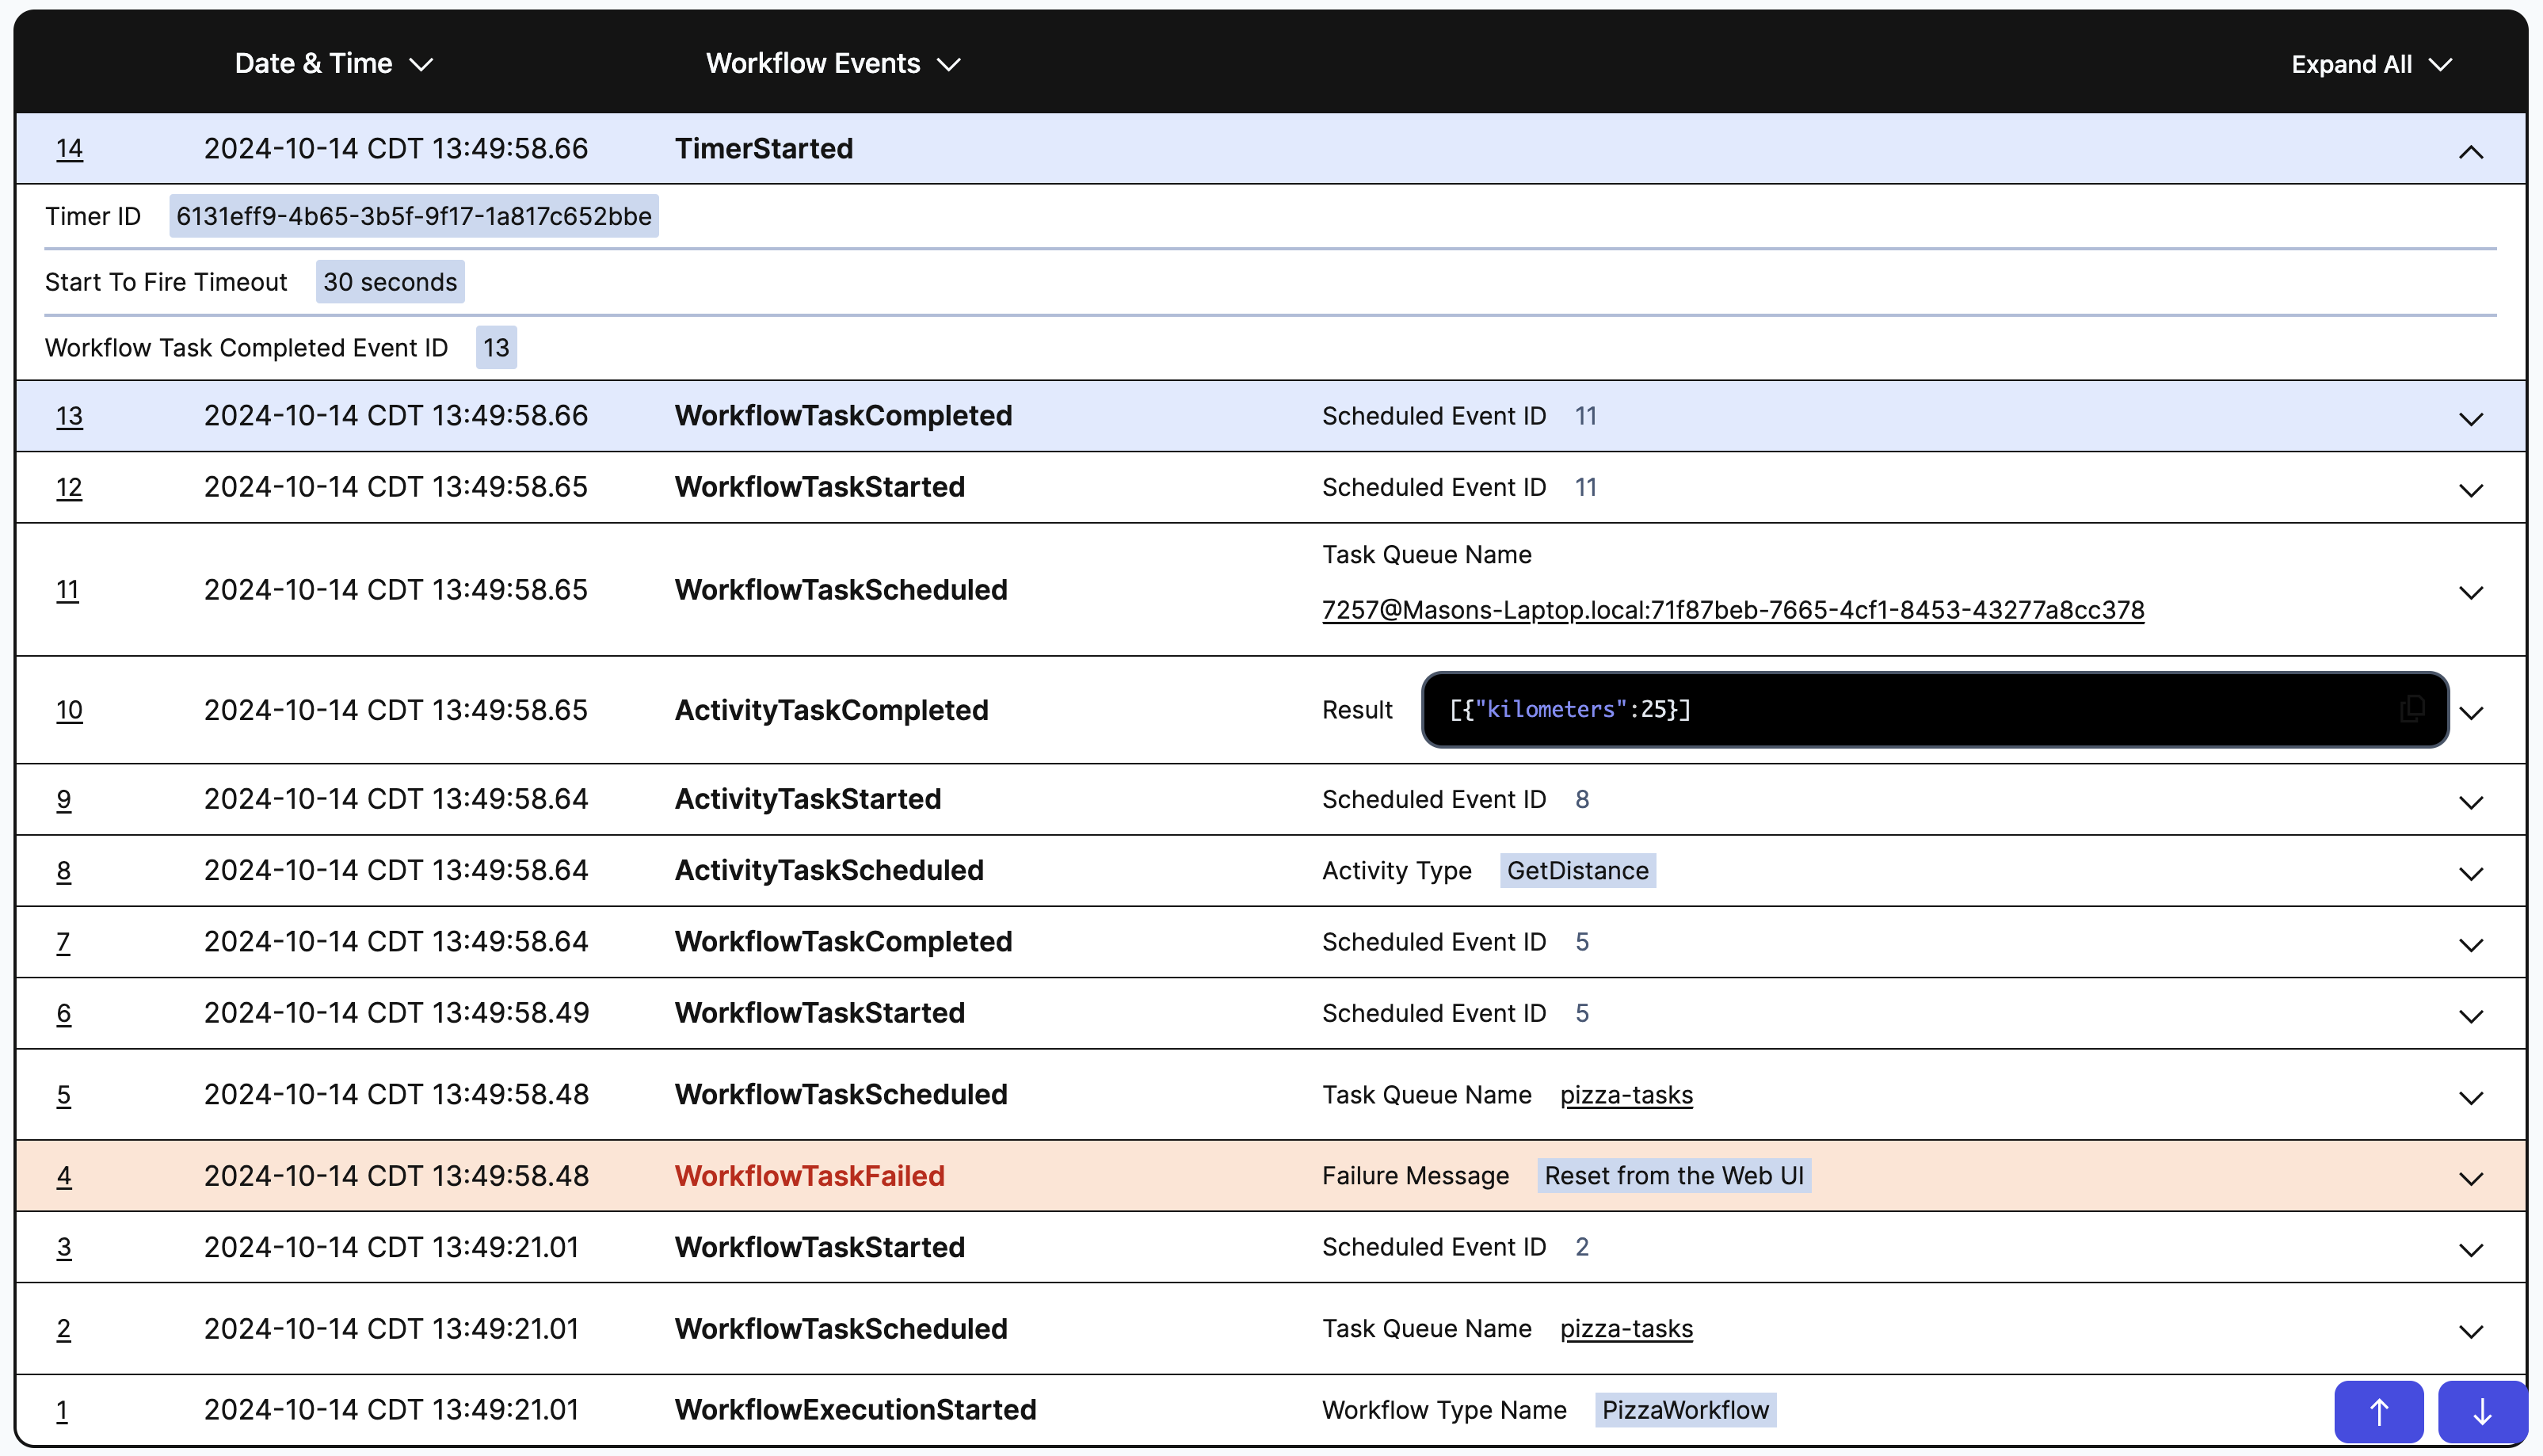 Date & Time Workflow Events Expand All
14 2024-10-14 CDT 13:49:58.66 TimerStarted
Timer ID 6131eff9-4b65-3b5f-9f17-1a817c652bbe
Start To Fire Timeout 30 seconds
Workflow Task Completed Event ID 13
13 2024-10-14 CDT 13:49:58.66 WorkflowTaskCompleted Scheduled Event ID 11
12 2024-10-14 CDT 13:49:58.65 WorkflowTaskStarted Scheduled Event ID 11
11 2024-10-14 CDT 13:49:58.65 WorkflowTaskScheduled Task Queue Name
7257@Masons-Laptop.local:71f87beb-7665-4cf1-8453-43277a8cc378
10 2024-10-14 CDT 13:49:58.65 ActivityTaskCompleted Result [{"kilometers":25}]
9 2024-10-14 CDT 13:49:58.64 ActivityTaskStarted Scheduled Event ID 8
8 2024-10-14 CDT 13:49:58.64 ActivityTaskScheduled Activity Type GetDistance
7 2024-10-14 CDT 13:49:58.64 WorkflowTaskCompleted Scheduled Event ID 5
6 2024-10-14 CDT 13:49:58.49 WorkflowTaskStarted Scheduled Event ID 5
5 2024-10-14 CDT 13:49:58.48 WorkflowTaskScheduled Task Queue Name pizza-tasks
4 2024-10-14 CDT 13:49:58.48 WorkflowTaskFailed Failure Message Reset from the Web UI
3 2024-10-14 CDT 13:49:21.01 WorkflowTaskStarted Scheduled Event ID 2
2 2024-10-14 CDT 13:49:21.01 WorkflowTaskScheduled Task Queue Name pizza-tasks
1 2024-10-14 CDT 13:49:21.01 WorkflowExecutionStarted Workflow Type Name PizzaWorkflow